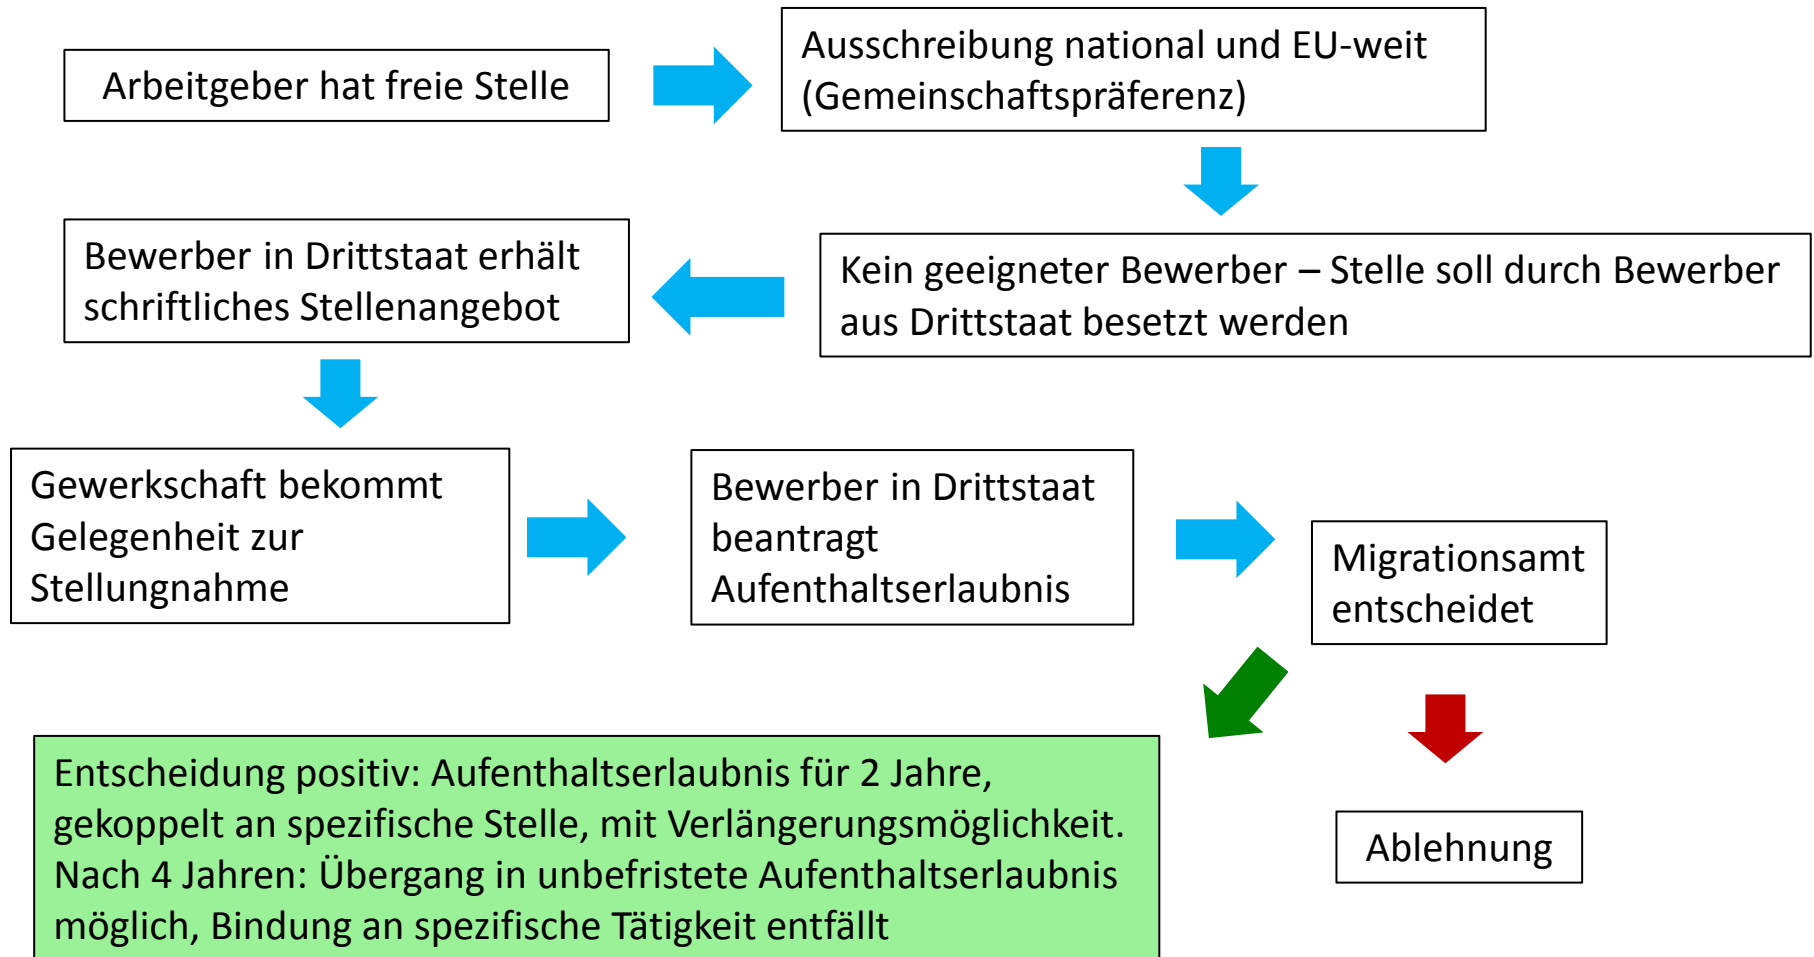 Arbeitgeber hat freie Stelle
Ausschreibung national und EU-weit
(Gemeinschaftspräferenz)
Kein geeigneter Bewerber – Stelle soll durch Bewerber
aus Drittstaat besetzt werden
Bewerber in Drittstaat erhält
schriftliches Stellenangebot
Gewerkschaft bekommt
Gelegenheit zur
Stellungnahme
Bewerber in Drittstaat
beantragt
Aufenthaltserlaubnis
Migrationsamt
entscheidet
Entscheidung positiv: Aufenthaltserlaubnis für 2 Jahre,
gekoppelt an spezifische Stelle, mit Verlängerungsmöglichkeit.
Nach 4 Jahren: Übergang in unbefristete Aufenthaltserlaubnis
möglich, Bindung an spezifische Tätigkeit entfällt
Ablehnung